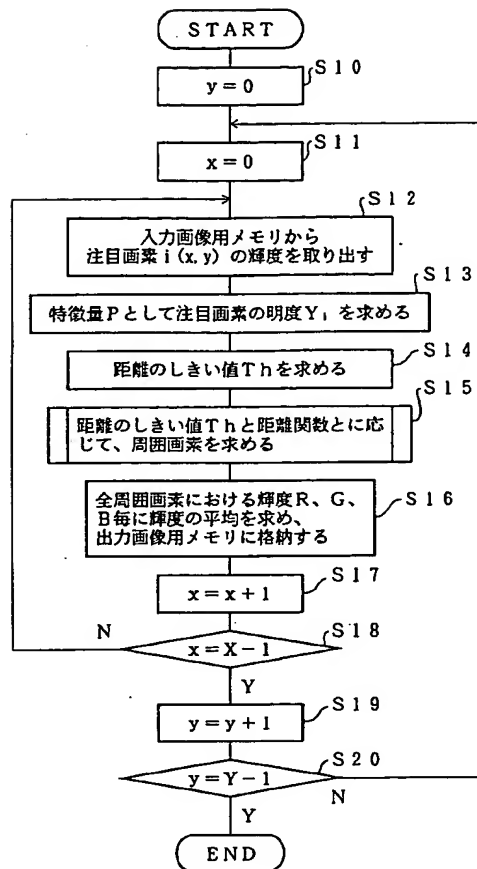 START
S10
y=0
S11
x=0
S12
入力画像用メモリから
注目画素i(x,y)の輝度を取り出す
S13
特徴量Pとして注目画素の明度Yiを求める
S14
距離のしきい値Thを求める
S15
距離のしきい値Thと距離関数とに応
じて、周囲画素を求める
S16
全周囲画素における輝度R、G、
B毎に輝度の平均を求め、
出力画像用メモリに格納する
S17
x=x+1
S18
N
x=X-1
Y
S19
y=y+1
S20
y=Y-1
N
Y
END